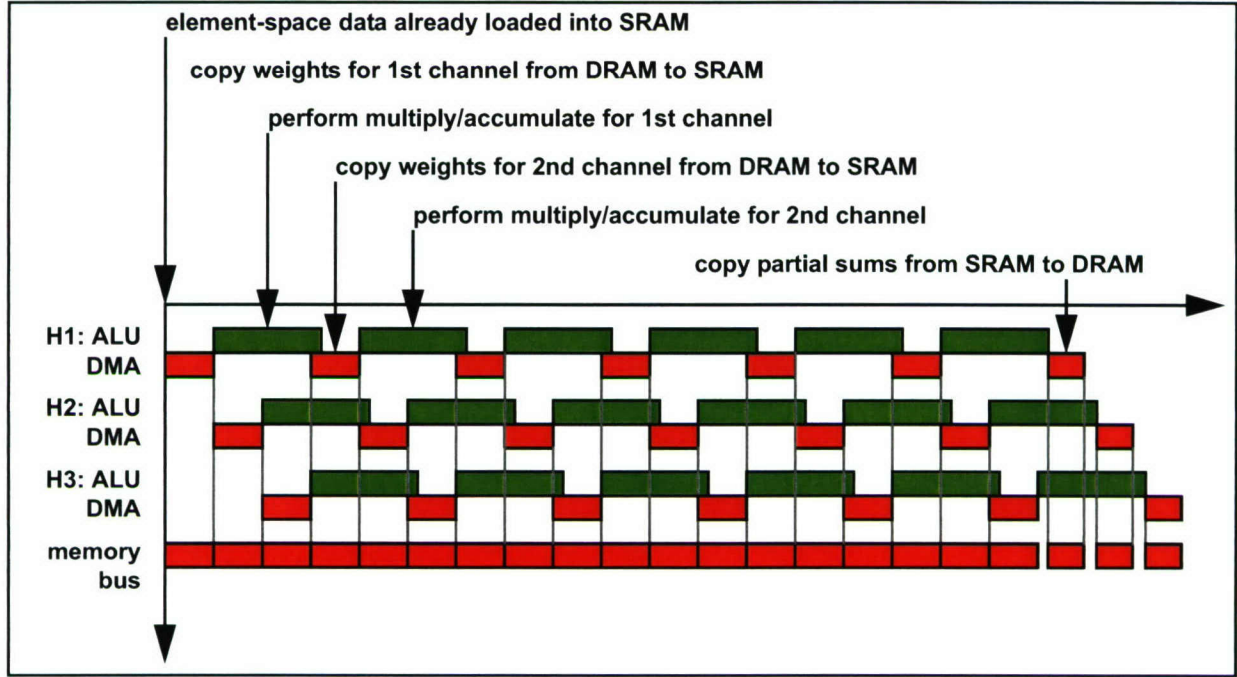 element-space data already loaded into SRAM
copy weights for 1st channel from DRAM to SRAM
perform multiply/accumulate for 1st channel
copy weights for 2nd channel from DRAM to SRAM
perform multiply/accumulate for 2nd channel
copy partial sums from SRAM to DRAM
H1: ALU
DMA
H2: ALU
DMA
H3: ALU
DMA
memory
bus